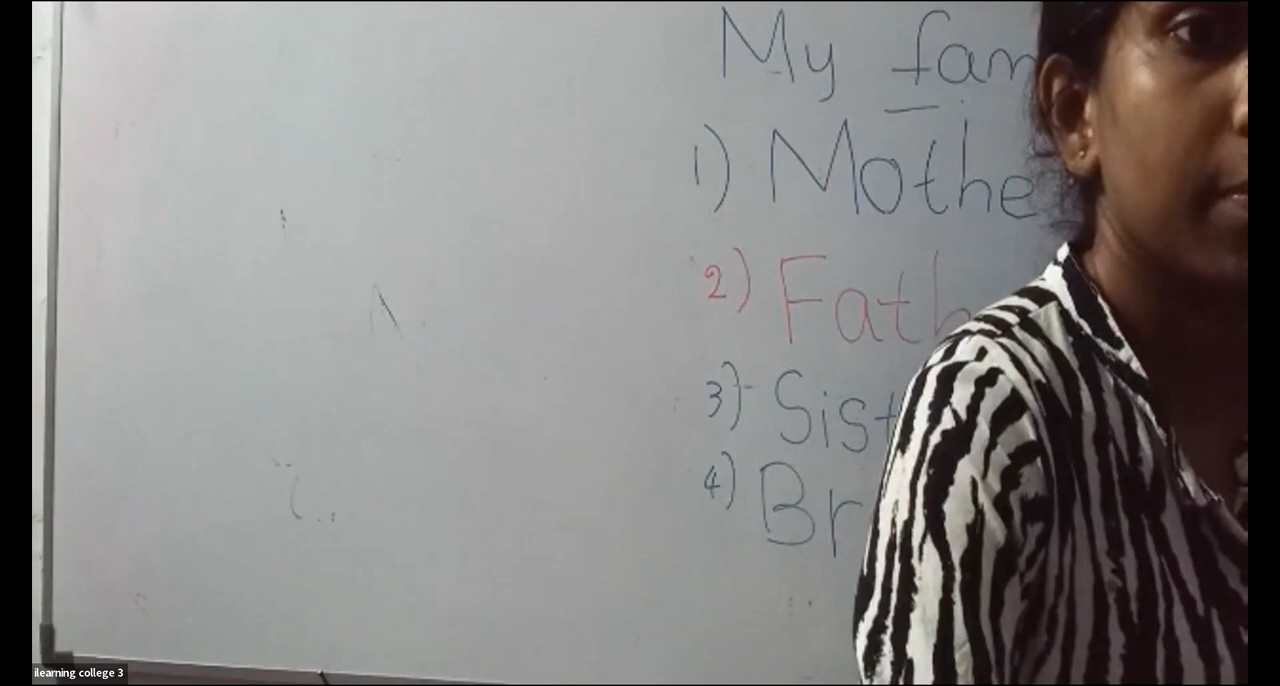 My fam
1) Mothe
2) Fath
3) Sist
4) Br
ilearning college 3